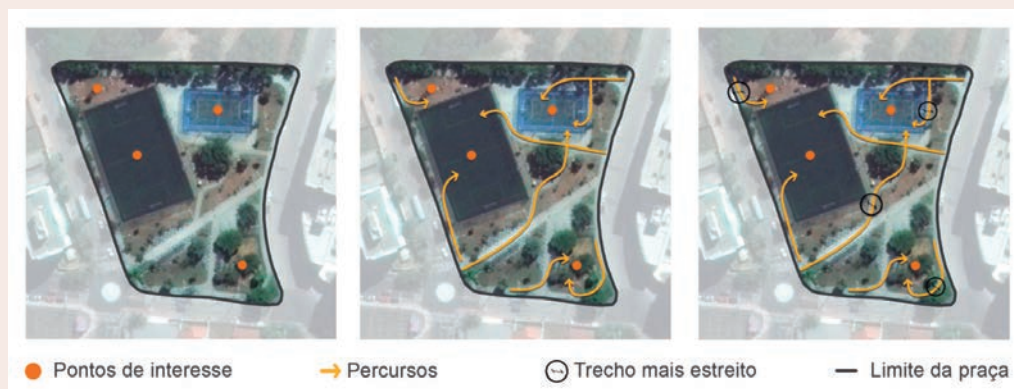 Pontos de interesse
Percursos
Trecho mais estreito
Limite da praça